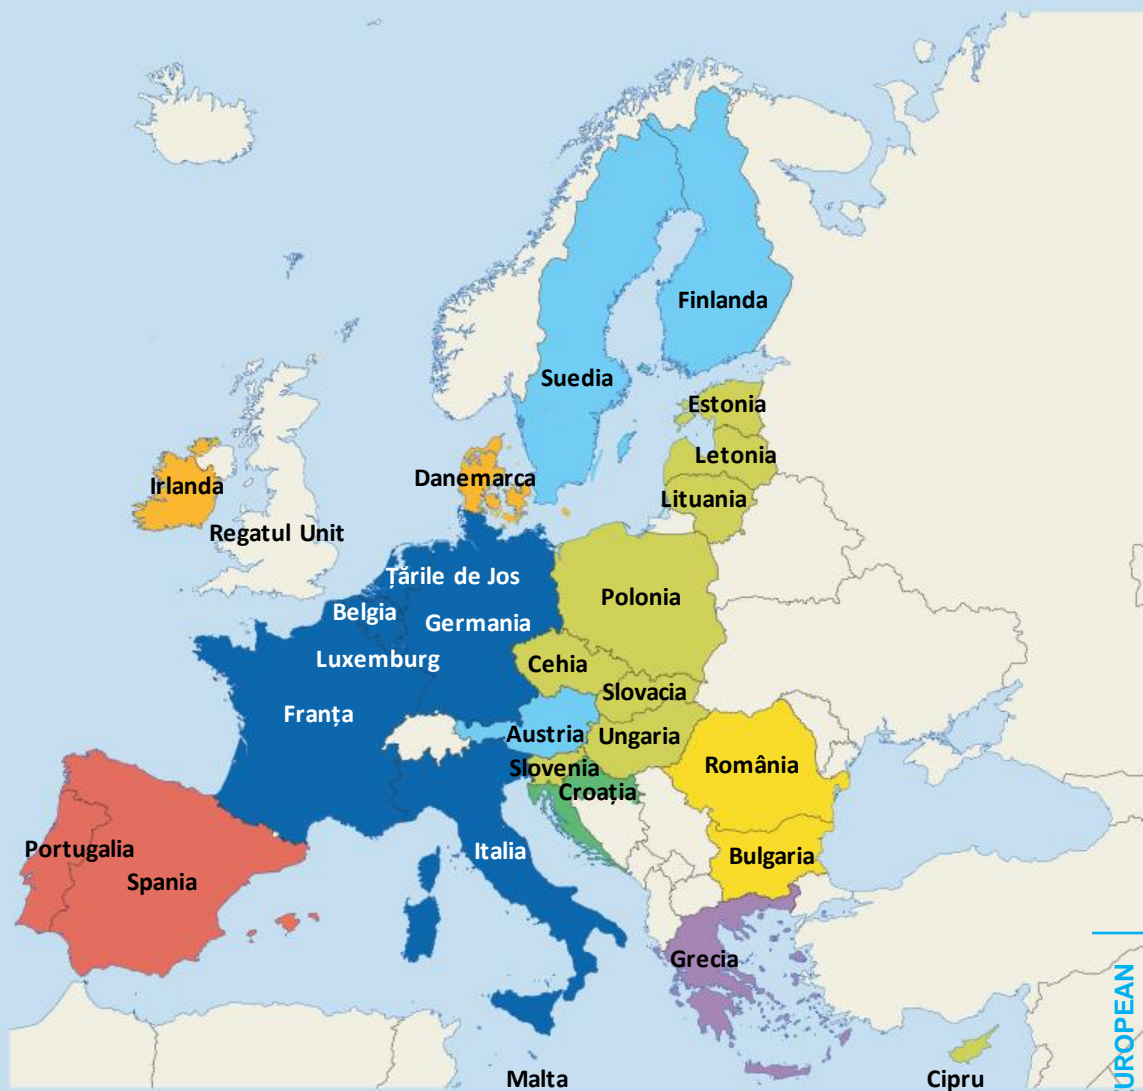 Finlanda
Suedia
Estonia
Letonia
Irlanda
Danemarca
Lituania
Regatul Unit
Țările de Jos
Polonia
Belgia
Germania
Luxemburg
Cehia
Slovacia
Franța
Austria
Ungaria
Slovenia
România
Croația
Portugalia
Italia
Bulgaria
Spania
Grecia
Malta
Cipru